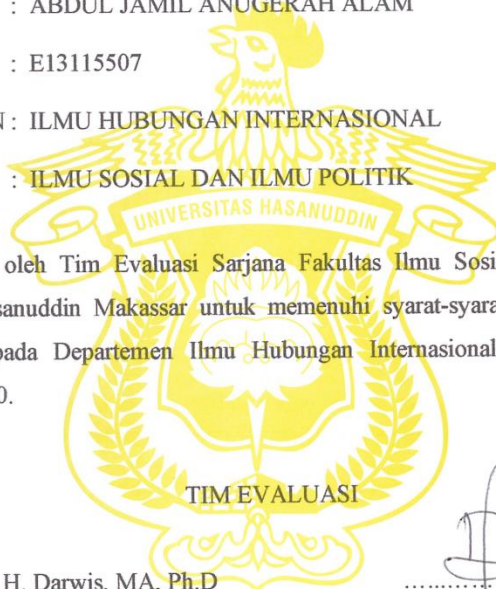 : ABDUL JAMIL ANUGERAH ALAM
: E13115507
N : ILMU HUBUNGAN INTERNASIONAL
: ILMU SOSIAL DAN ILMU POLITIK
UNIVERSITAS HASANUDDIN
oleh Tim Evaluasi Sarjana Fakultas Ilmu Sosi
sanuddin Makassar untuk memenuhi syarat-syara
pada Departemen Ilmu Hubungan Internasional
0.
TIM EVALUASI
H. Darwis, MA, Ph.D